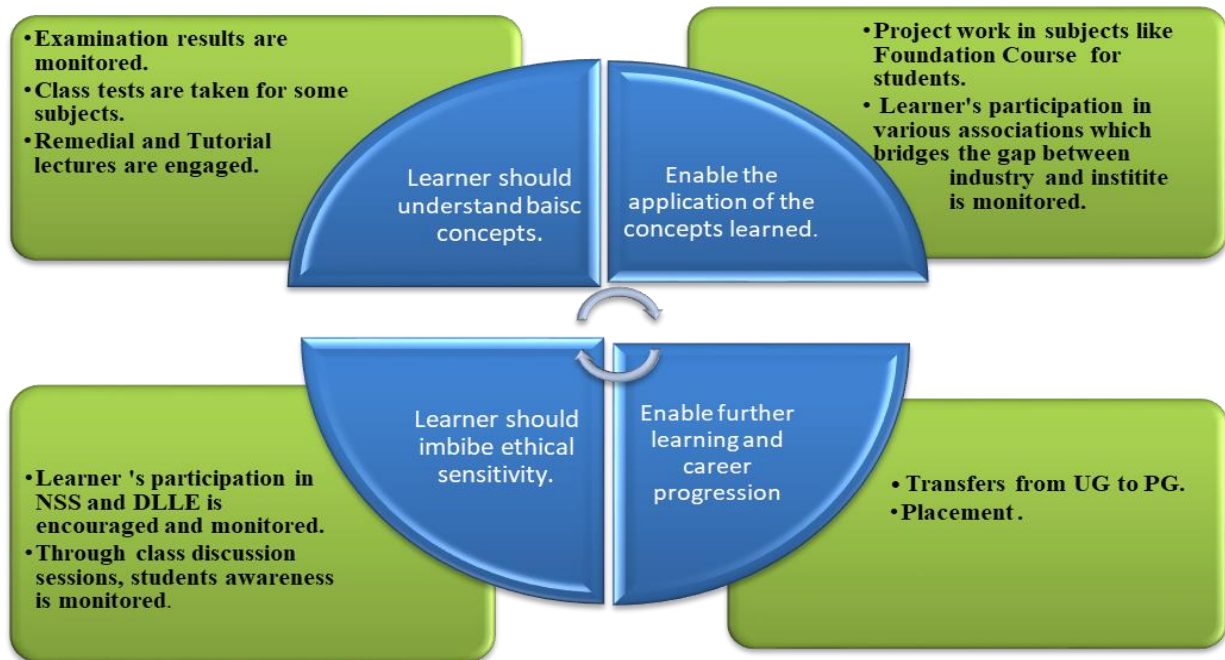 •Examination results are
monitored.
•Class tests are taken for some
subjects.
•Remedial and Tutorial
lectures are engaged.
•Project work in subjects like
Foundation Course for
students.
• Learner's participation in
various associations which
bridges the gap between
industry and institite
is monitored.
Learner should
understand baisc
concepts.
Enable the
application of the
concepts learned.
Learner should
imbibe ethical
sensitivity.
Enable further
learning and
career
progression
•Learner 's participation in
NSS and DLLE is
encouraged and monitored.
•Through class discussion
sessions, students awareness
is monitored.
• Transfers from UG to PG.
•Placement .